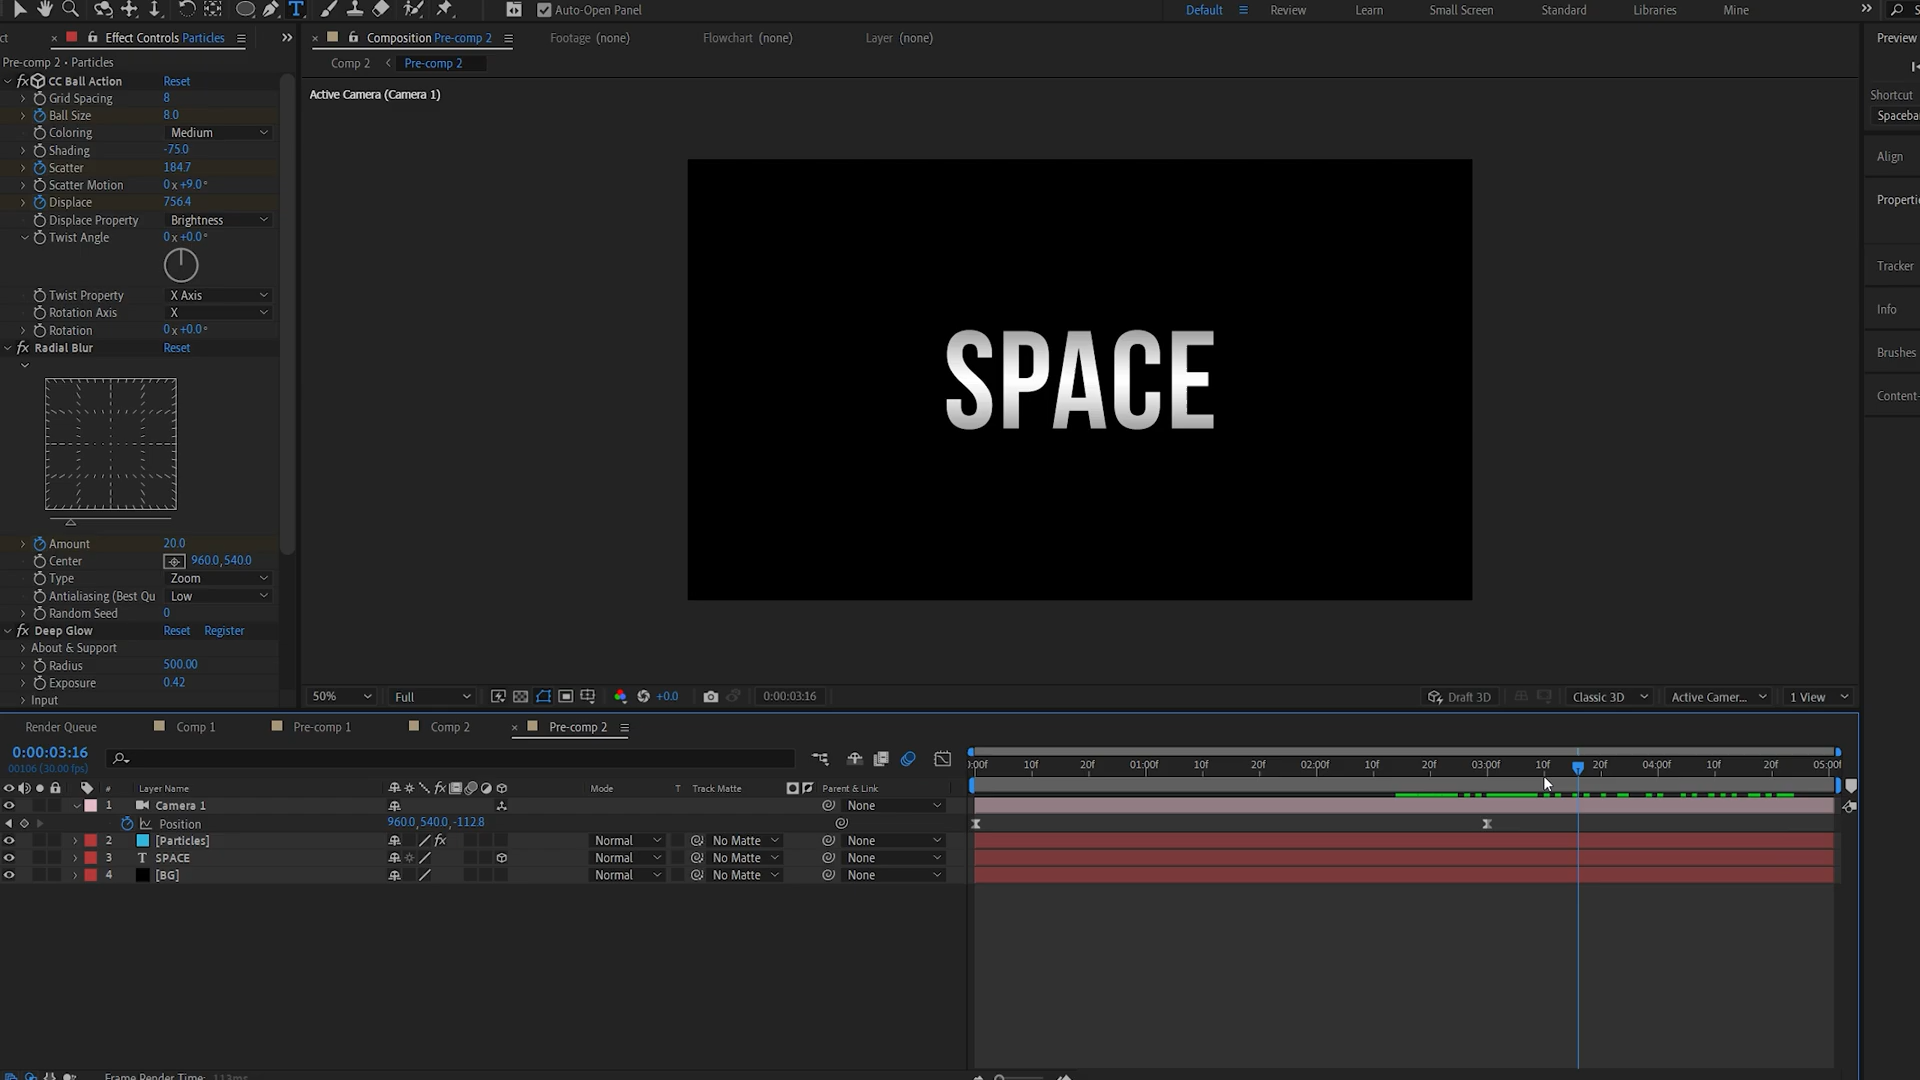 Auto-Open Panel
Default
Review
Learn
Small Screen
Standard
Libraries
Mine
Effect Controls Particles
Composition Pre-comp 2
Footage (none)
Flowchart (none)
Layer (none)
Preview
Pre-comp 2 • Particles
Comp 2
Pre-comp 2
CC Ball Action
Reset
Active Camera (Camera 1)
Grid Spacing
8
Shortcut
Ball Size
8.0
Spaceba
Coloring
Medium
Shading
-75.0
Align
Scatter
184.7
Scatter Motion
0 x +9.0°
Displace
756.4
Properti
Displace Property
Brightness
Twist Angle
0 x +0.0°
Tracker
Twist Property
X Axis
Rotation Axis
X
Info
Rotation
0 x +0.0°
Radial Blur
Reset
Brushes
SPACE
Content-
Amount
20.0
Center
960.0, 540.0
Type
Zoom
Antialiasing (Best Qu
Low
Random Seed
0
Deep Glow
Reset
Register
About & Support
Radius
500.00
Exposure
0.42
Input
50%
Full
+0.0
0:00:03:16
Draft 3D
Classic 3D
Active Camer...
1 View
Render Queue
Comp 1
Pre-comp 1
Comp 2
Pre-comp 2
0:00:03:16
00106 (30.00 fps)
):00f
10f
20f
01:00f
10f
20f
02:00f
10f
20f
03:00f
10f
20f
04:00f
10f
20f
05:00f
#
Layer Name
Mode
T
Track Matte
Parent & Link
1
Camera 1
None
Position
960.0, 540.0, -112.8
2
[Particles]
Normal
No Matte
None
3
SPACE
Normal
No Matte
None
4
[BG]
Normal
No Matte
None
Frame Render Time: 113ms